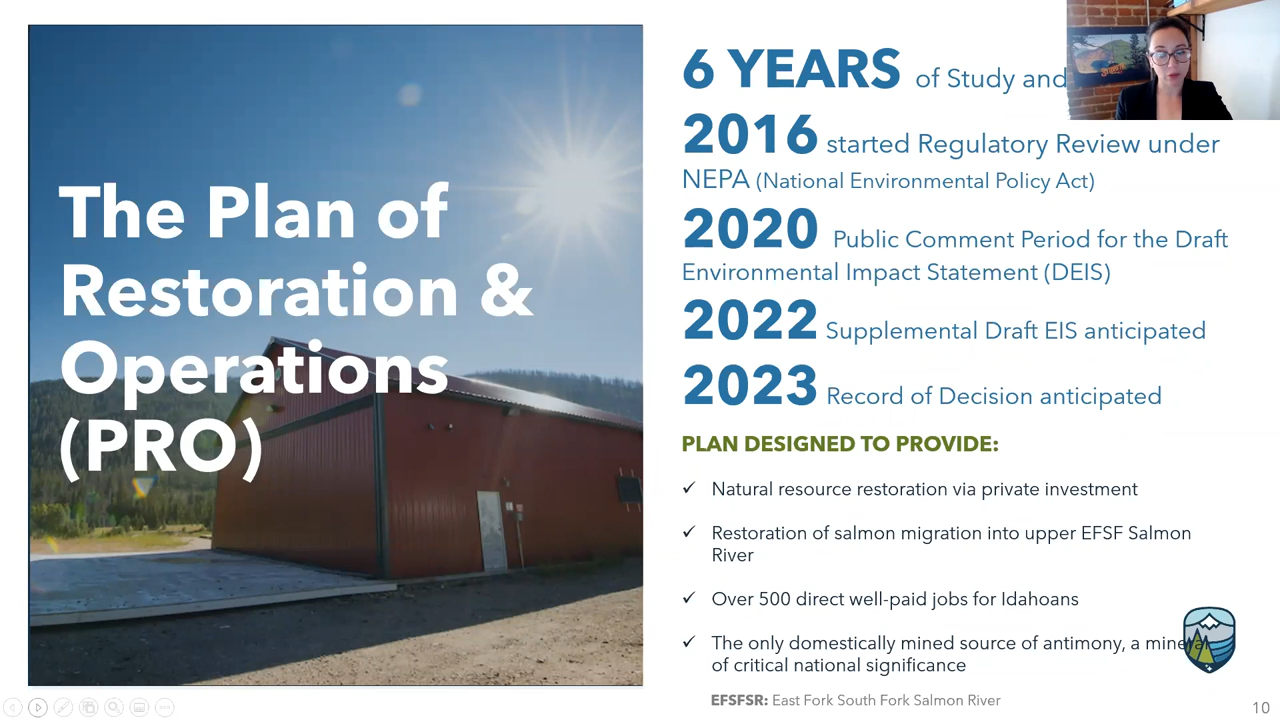 The Plan of
Restoration &
Operations
(PRO)
6 YEARS of Study and
2016 started Regulatory Review under
NEPA (National Environmental Policy Act)
2020 Public Comment Period for the Draft
Environmental Impact Statement (DEIS)
2022 Supplemental Draft EIS anticipated
2023 Record of Decision anticipated
PLAN DESIGNED TO PROVIDE:
✓ Natural resource restoration via private investment
✓ Restoration of salmon migration into upper EFSF Salmon
River
✓ Over 500 direct well-paid jobs for Idahoans
✓ The only domestically mined source of antimony, a mineral
of critical national significance
EFSFSR: East Fork South Fork Salmon River
10